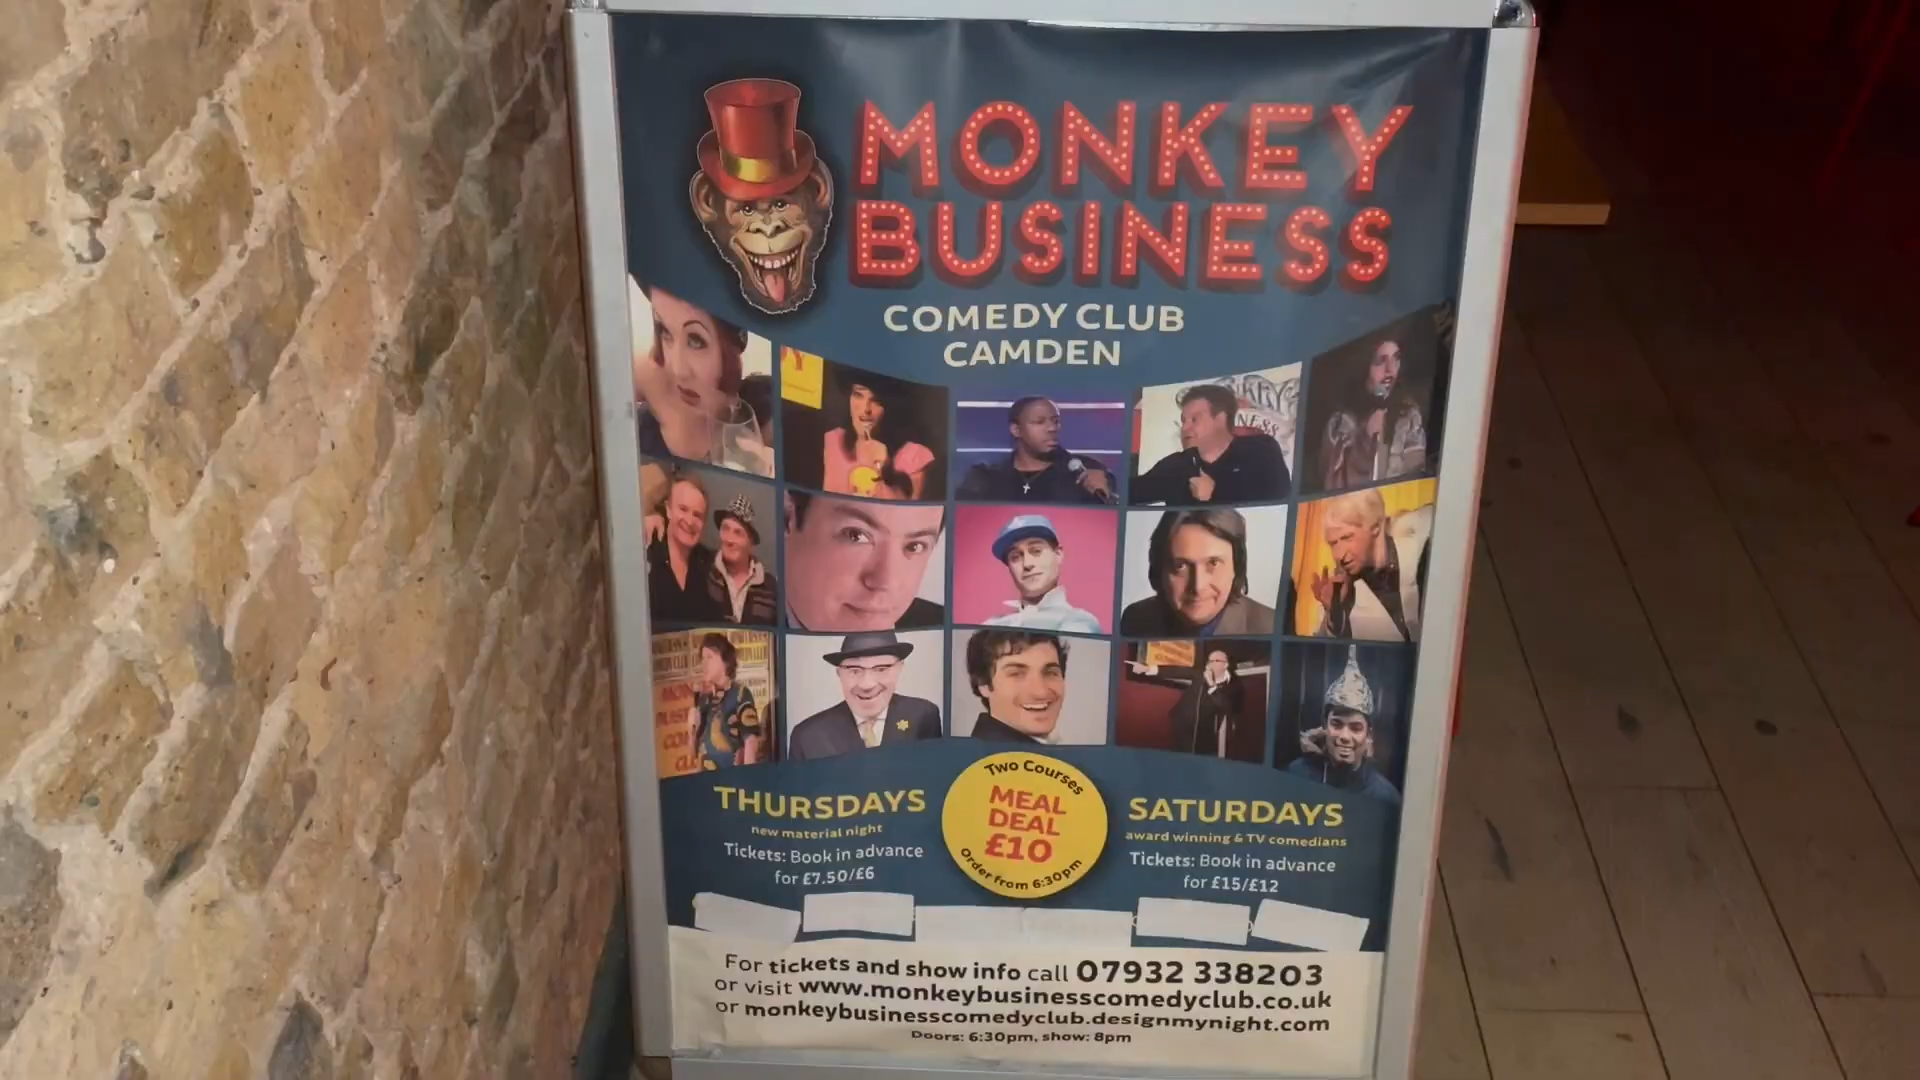 MONKEY
BUSINESS
COMEDY CLUB
CAMDEN
THURSDAYS
new material night
Tickets: Book in advance
for £7.50/£6
Two Courses
MEAL
DEAL
£10
Order from 6:30pm
SATURDAYS
award winning & TV comedians
Tickets: Book in advance
for £15/£12
For tickets and show info call 07932 338203
or visit www.monkeybusinesscomedyclub.co.uk
or monkeybusinesscomedyclub.designmynight.com
Doors: 6:30pm, show: 8pm